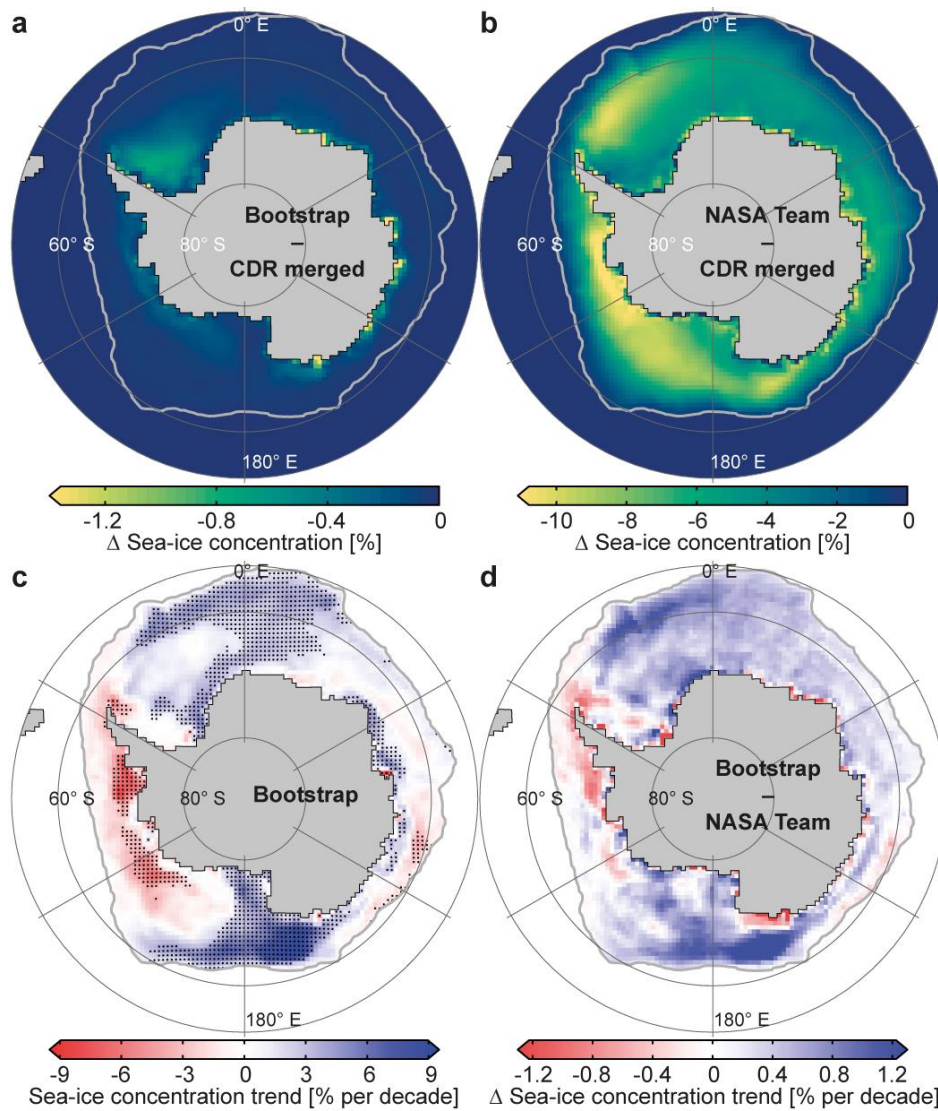 a
0° E
Bootstrap
60° S
80° S
–
CDR merged
180° E
-1.2 -0.8 -0.4 0
Δ Sea-ice concentration [%]
b
0° E
NASA Team
60° S
80° S
–
CDR merged
180° E
-10 -8 -6 -4 -2 0
Δ Sea-ice concentration [%]
c
0° E
60° S
80° S
Bootstrap
180° E
-9 -6 -3 0 3 6 9
Sea-ice concentration trend [% per decade]
d
0° E
Bootstrap
60° S
80° S
–
NASA Team
180° E
-1.2 -0.8 -0.4 0 0.4 0.8 1.2
Δ Sea-ice concentration trend [% per decade]